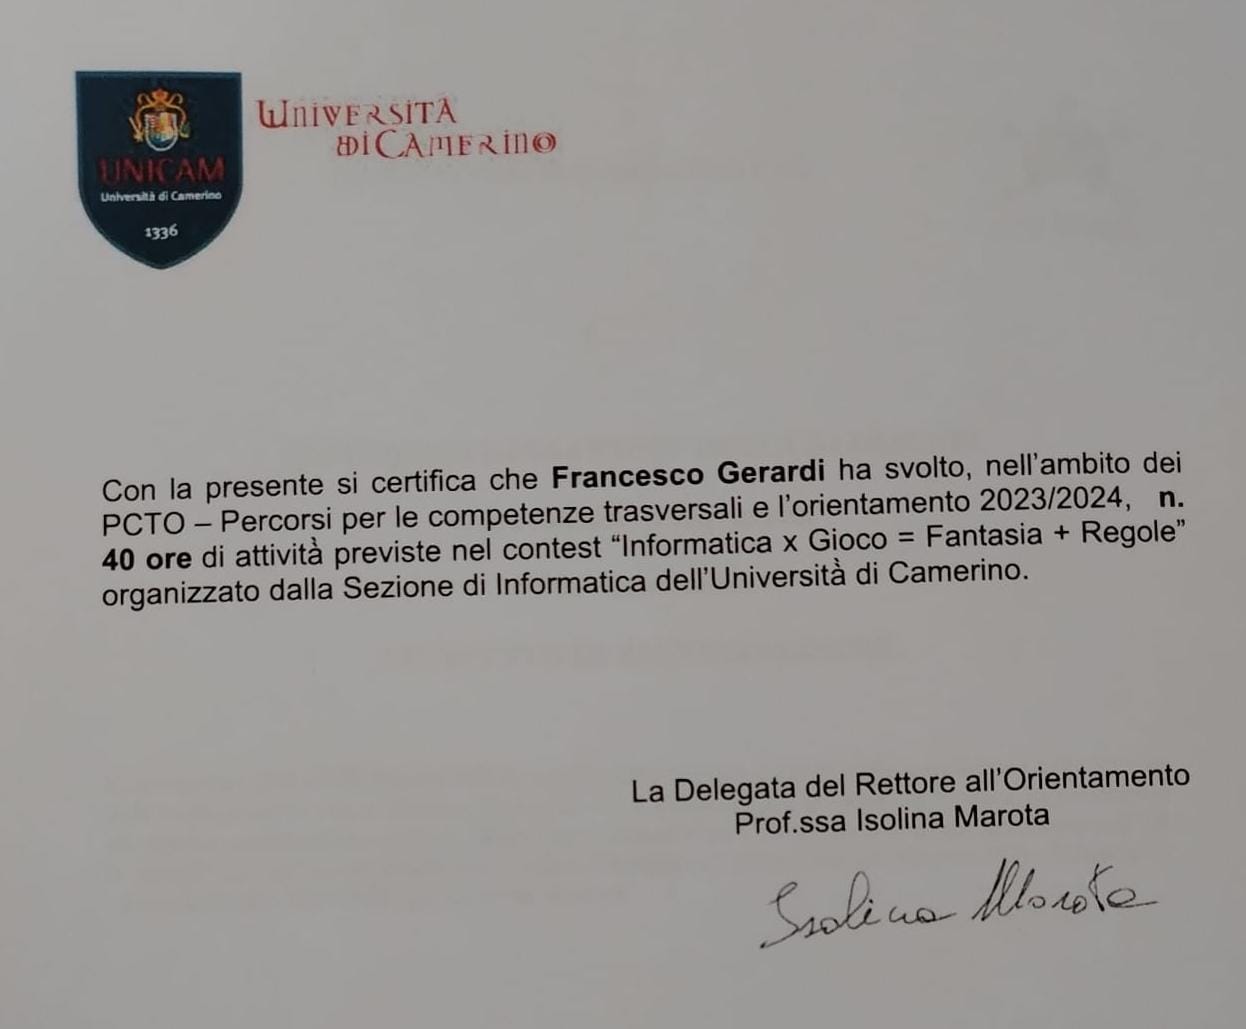 UNIVERSITÀ
DI CAMERINO
UNICAM
Università di Camerino
1336
Con la presente si certifica che Francesco Gerardi ha svolto, nell'ambito dei
PCTO – Percorsi per le competenze trasversali e l'orientamento 2023/2024, n.
40 ore di attività previste nel contest “Informatica x Gioco = Fantasia + Regole”
organizzato dalla Sezione di Informatica dell'Università di Camerino.
La Delegata del Rettore all'Orientamento
Prof.ssa Isolina Marota
Isolina Marota